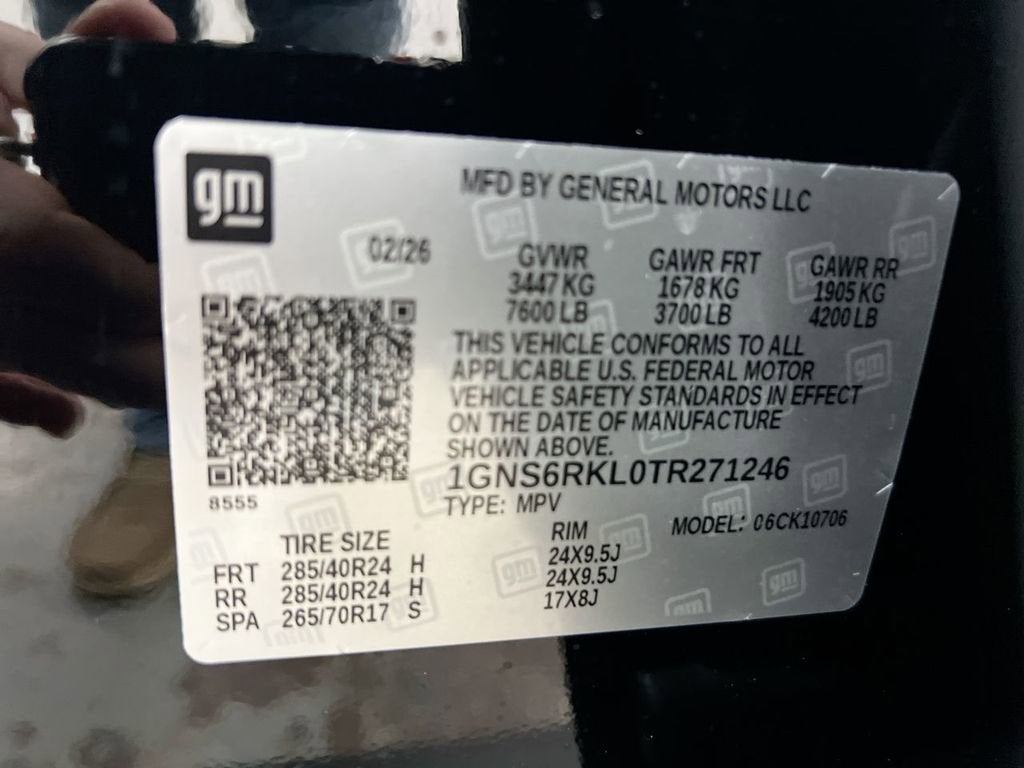 gm
MFD BY GENERAL MOTORS LLC
02/26
GVWR GAWR FRT GAWR RR
3447 KG 1678 KG 1905 KG
7600 LB 3700 LB 4200 LB
THIS VEHICLE CONFORMS TO ALL
APPLICABLE U.S. FEDERAL MOTOR
VEHICLE SAFETY STANDARDS IN EFFECT
ON THE DATE OF MANUFACTURE
SHOWN ABOVE.
1GNS6RKL0TR271246
8555
TYPE: MPV
MODEL: 06CK10706
TIRE SIZE RIM
FRT 285/40R24 H 24X9.5J
RR 285/40R24 H 24X9.5J
SPA 265/70R17 S 17X8J